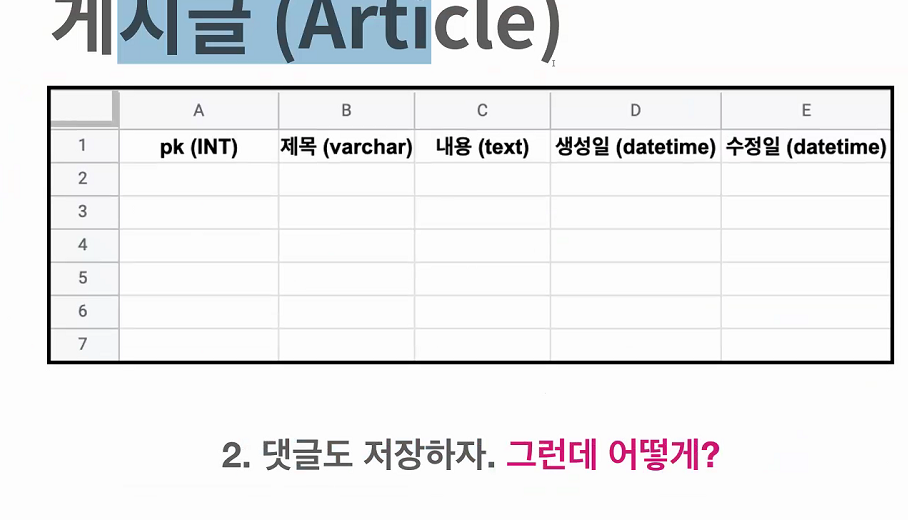 게시글 (Article)
A B C D E
1 pk (INT) 제목 (varchar) 내용 (text) 생성일 (datetime) 수정일 (datetime)
2
3
4
5
6
7
2. 댓글도 저장하자. 그런데 어떻게?